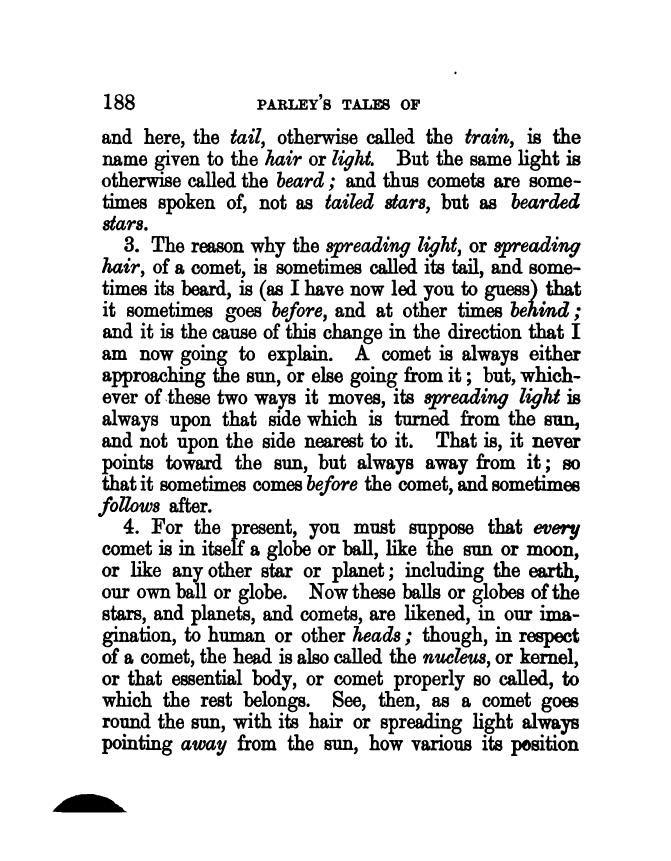 188 PARLEY'S TALES OF
and here, the tail, otherwise called the train, is the
name given to the hair or light. But the same light is
otherwise called the beard; and thus comets are some-
times spoken of, not as tailed stars, but as bearded
stars.
3. The reason why the spreading light, or spreading
hair, of a comet, is sometimes called its tail, and some-
times its beard, is (as I have now led you to guess) that
it sometimes goes before, and at other times behind;
and it is the cause of this change in the direction that I
am now going to explain. A comet is always either
approaching the sun, or else going from it; but, which-
ever of these two ways it moves, its spreading light is
always upon that side which is turned from the sun,
and not upon the side nearest to it. That is, it never
points toward the sun, but always away from it; so
that it sometimes comes before the comet, and sometimes
follows after.
4. For the present, you must suppose that every
comet is in itself a globe or ball, like the sun or moon,
or like any other star or planet; including the earth,
our own ball or globe. Now these balls or globes of the
stars, and planets, and comets, are likened, in our ima-
gination, to human or other heads; though, in respect
of a comet, the head is also called the nucleus, or kernel,
or that essential body, or comet properly so called, to
which the rest belongs. See, then, as a comet goes
round the sun, with its hair or spreading light always
pointing away from the sun, how various its position